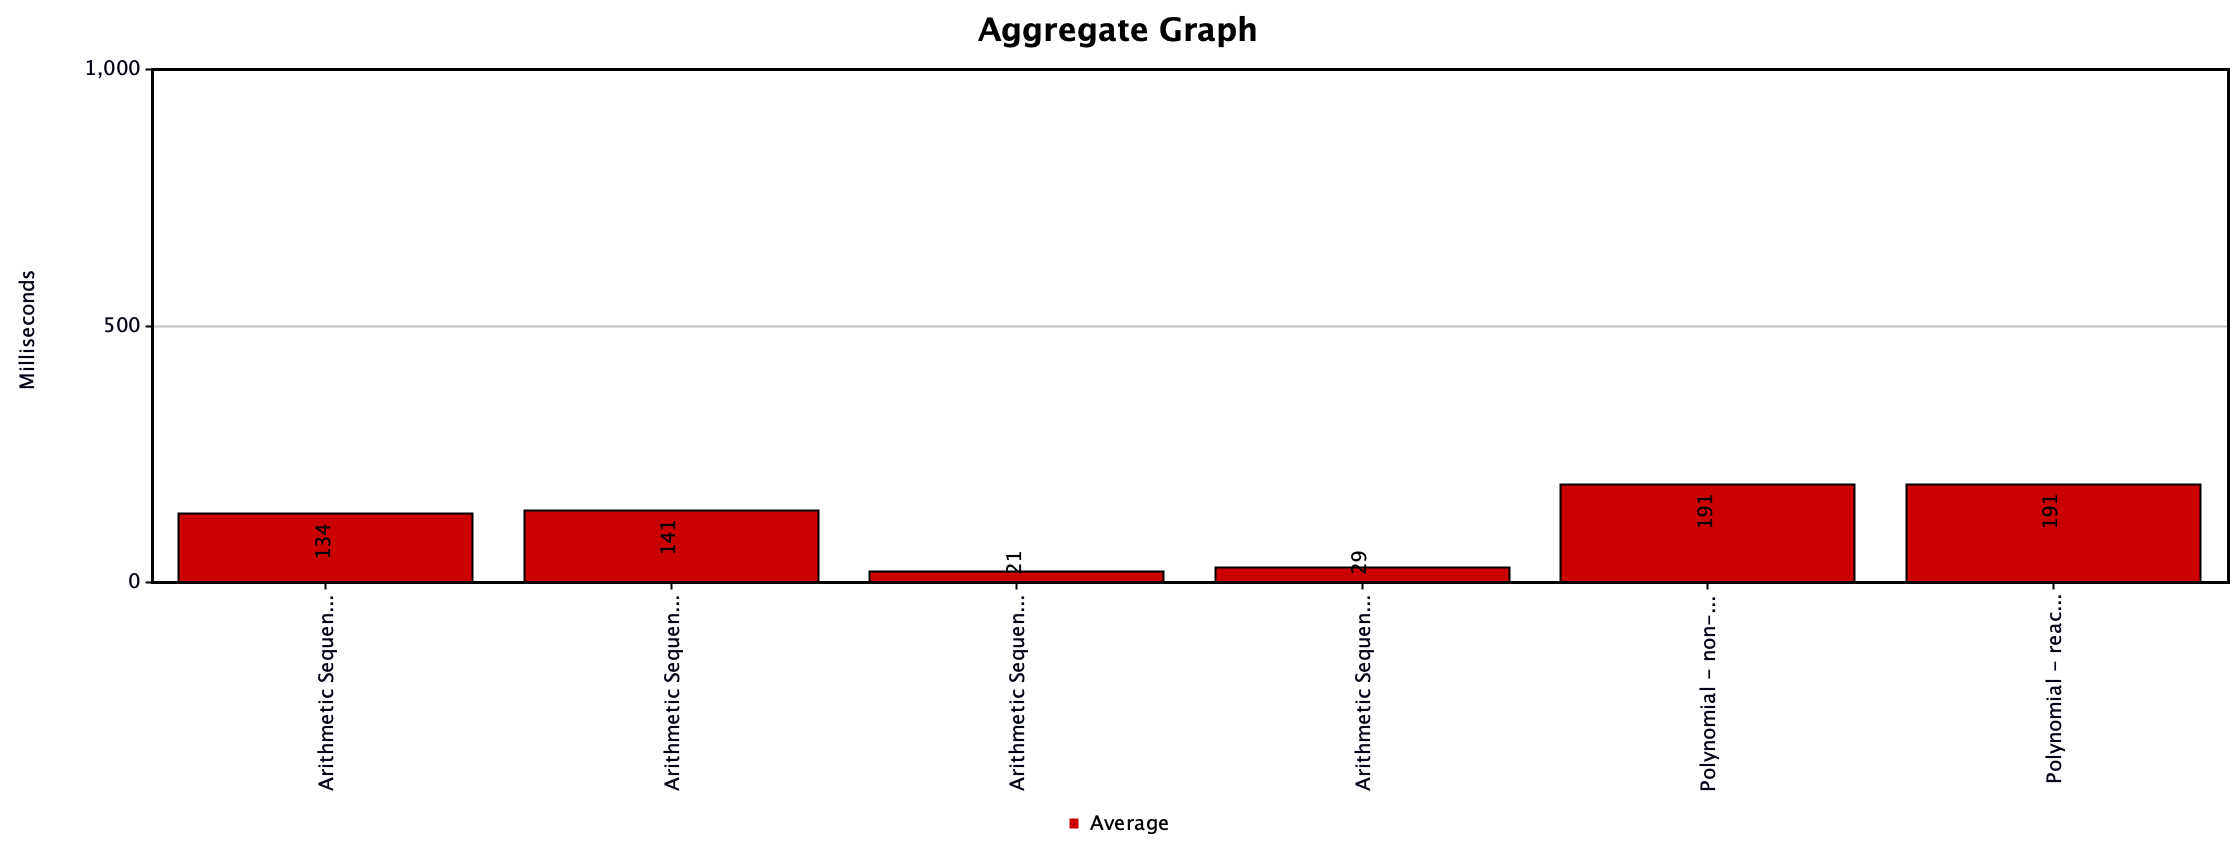 Aggregate Graph
1,000
500
0
Milliseconds
134
141
21
29
191
191
Arithmetic Sequen...
Arithmetic Sequen...
Arithmetic Sequen...
Arithmetic Sequen...
Polynomial - non-...
Polynomial - reac...
Average